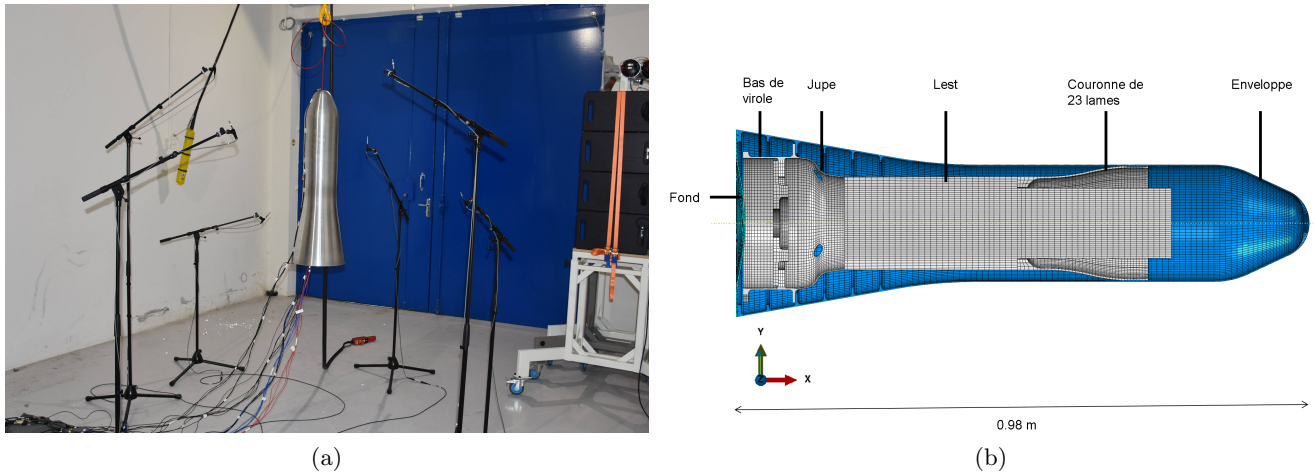 Bas de
virole
Jupe
Lest
Couronne de
23 lames
Enveloppe
Fond
Y
Z
X
0.98 m
(a)
(b)